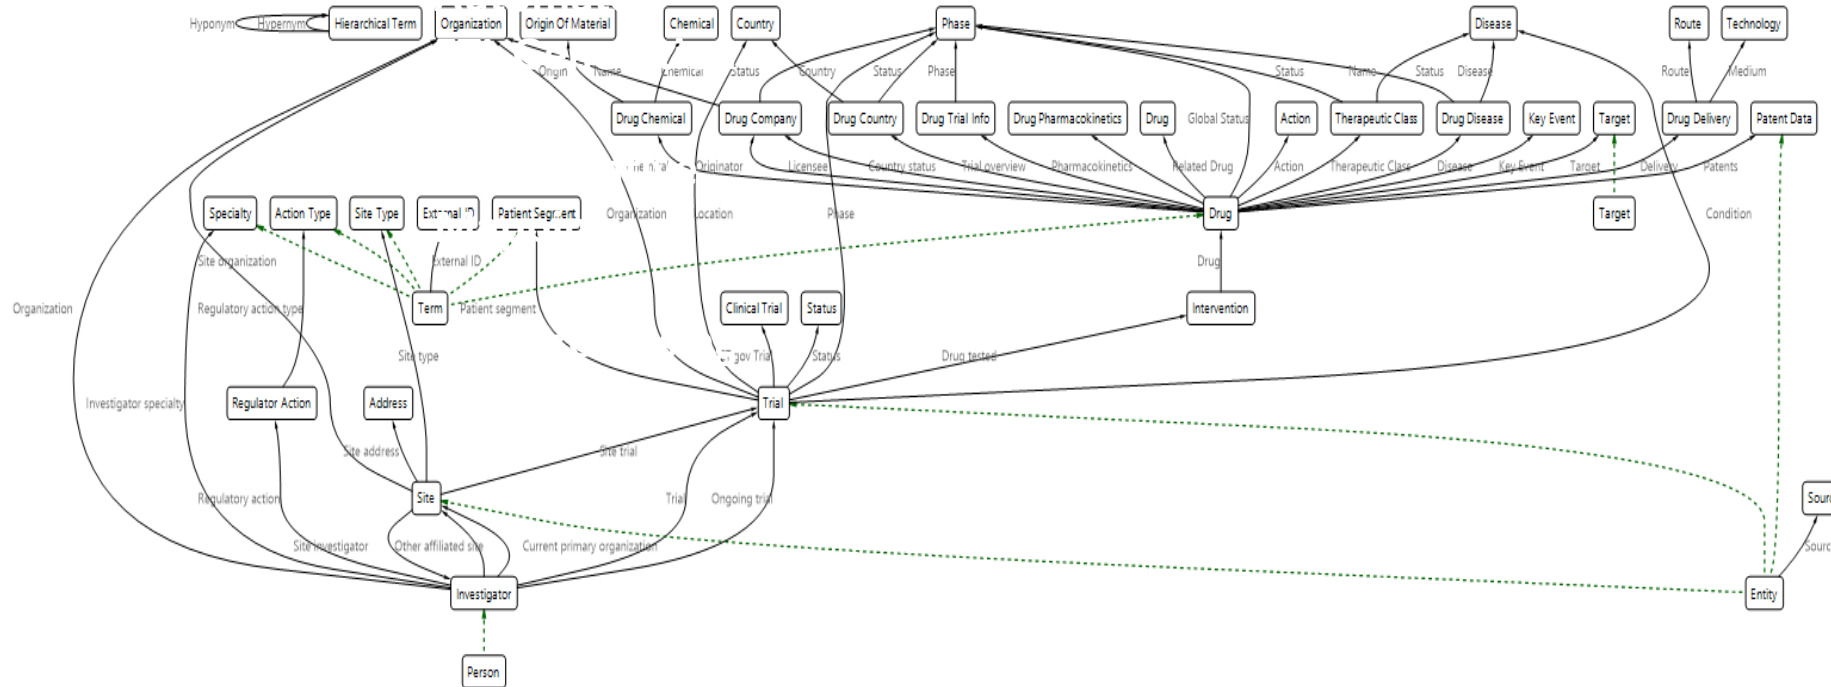 Hyponym
Hypernym
Hierarchical Term
Organization
Origin Of Material
Chemical
Country
Phase
Disease
Route
Technology
Origin
Name
Chemical
Status
Country
Status
Phase
Status
Name
Status
Disease
Route
Medium
Drug Chemical
Drug Company
Drug Country
Drug Trial Info
Drug Pharmacokinetics
Drug
Global Status
Action
Therapeutic Class
Drug Disease
Key Event
Target
Drug Delivery
Patent Data
Originator
Licensee
Country status
Trial overview
Pharmacokinetics
Related Drug
Action
Therapeutic Class
Disease
Key Event
Target
Delivery
Patents
Specialty
Action Type
Site Type
External ID
Patient Segment
Organization
Location
Phase
Drug
Target
Condition
Site organization
External ID
Drug
Organization
Regulatory action type
Term
Patient segment
Clinical Trial
Status
Intervention
Site type
gov Trial
Status
Drug tested
Investigator specialty
Regulator Action
Address
Trial
Site address
Site trial
Regulatory action
Site
Trial
Ongoing trial
Site investigator
Other affiliated site
Current primary organization
Investigator
Entity
Person